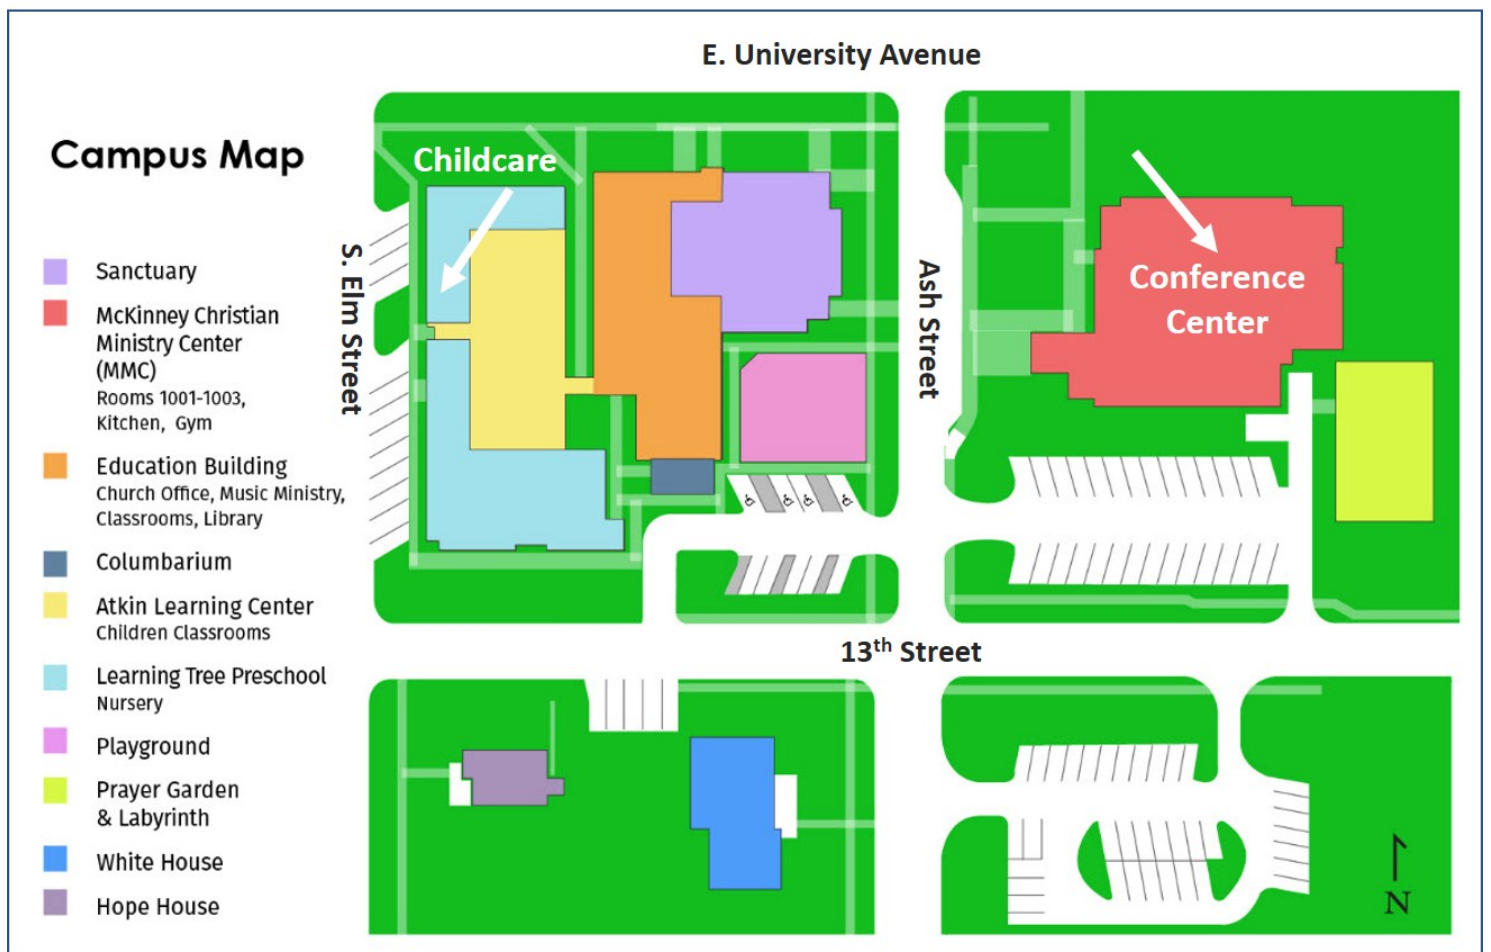 E. University Avenue
Campus Map
Childcare
Sanctuary
McKinney Christian
Ministry Center
(MMC)
Rooms 1001-1003,
Kitchen, Gym
Education Building
Church Office, Music Ministry,
Classrooms, Library
Columbarium
Atkin Learning Center
Children Classrooms
Learning Tree Preschool
Nursery
Playground
Prayer Garden
& Labyrinth
White House
Hope House
S. Elm Street
Ash Street
Conference
Center
13th Street
N